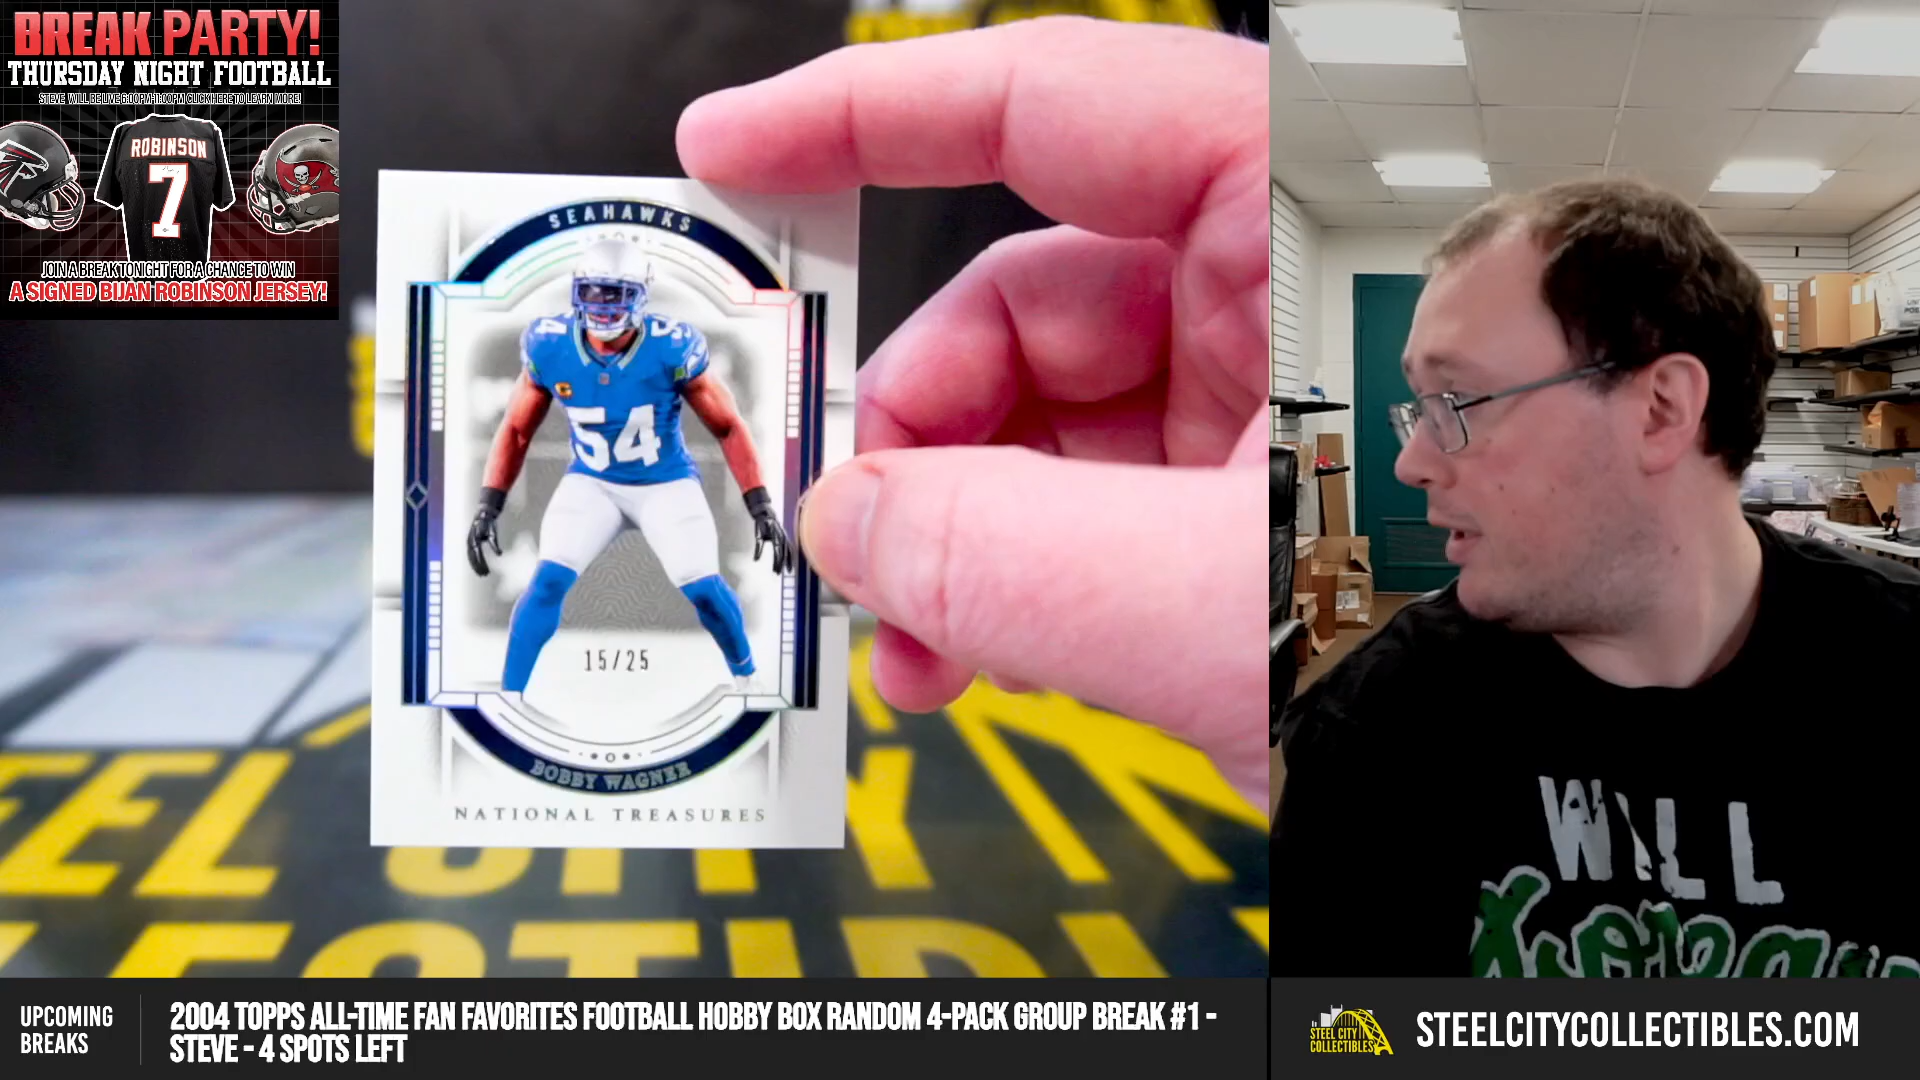 BREAK PARTY!
THURSDAY NIGHT FOOTBALL
STEVE WILL BE LIVE 6:00PM-11:00PM CLICK HERE TO LEARN MORE!
ROBINSON
7
JOIN A BREAK TONIGHT FOR A CHANCE TO WIN
A SIGNED BIJAN ROBINSON JERSEY!
SEAHAWKS
54
54
54
C
15/25
BOBBY WAGNER
NATIONAL TREASURES
WILL
UPCOMING
BREAKS
2004 TOPPS ALL-TIME FAN FAVORITES FOOTBALL HOBBY BOX RANDOM 4-PACK GROUP BREAK #1 -
STEVE - 4 SPOTS LEFT
STEEL CITY
COLLECTIBLES
STEELCITYCOLLECTIBLES.COM